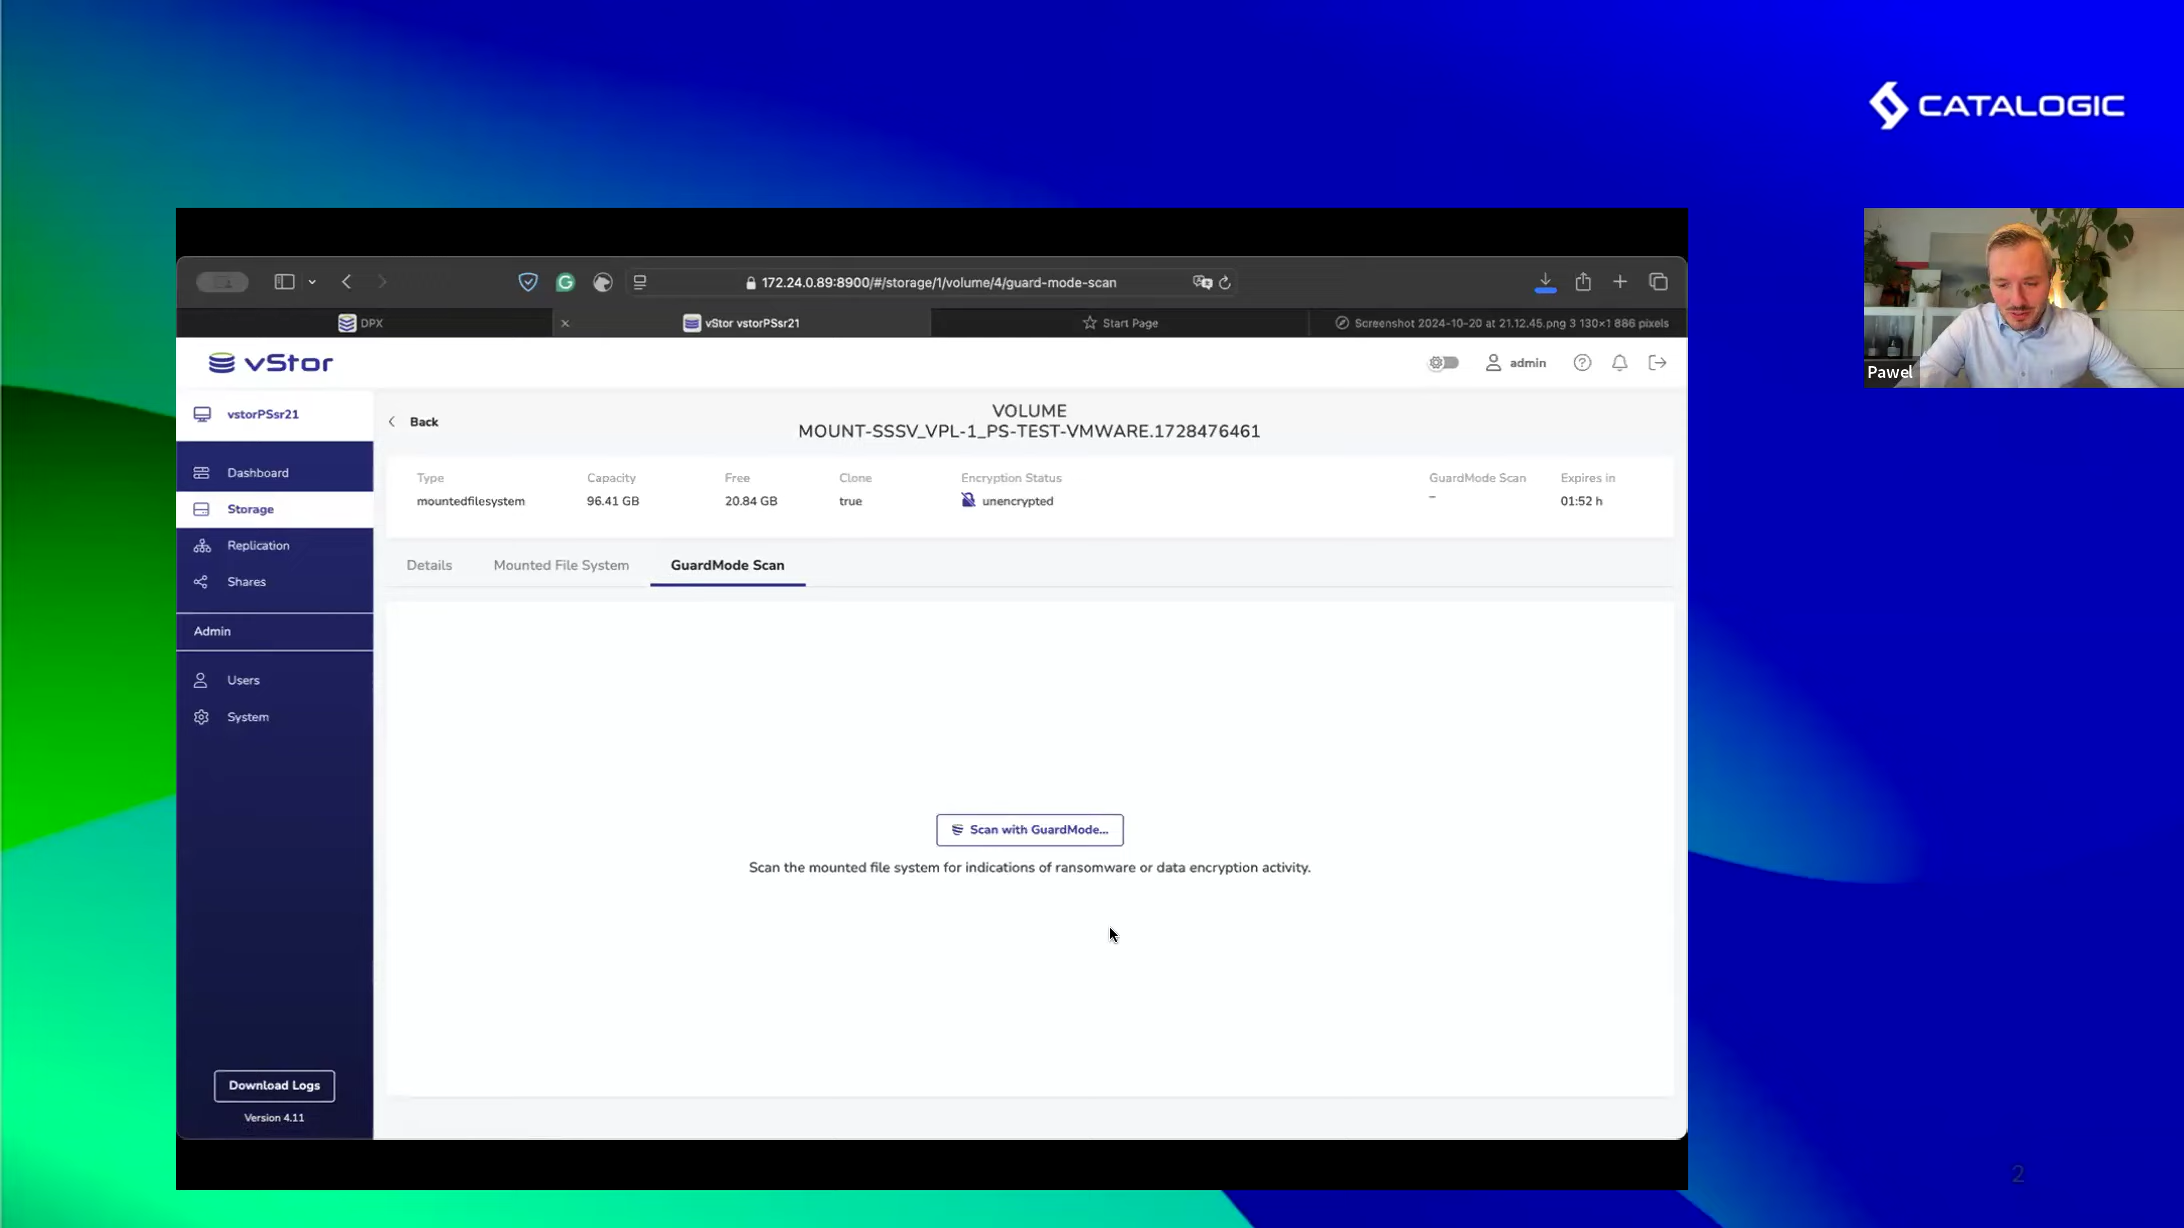 CATALOGIC
172.24.0.89:8900/#/storage/1/volume/4/guard-mode-scan
DPX
vStor vstorPSsr21
Start Page
Screenshot 2024-10-20 at 21.12.45.png 3 130×1 886 pixels
vStor
admin
Pawel
vstorPSsr21
Back
VOLUME
MOUNT-SSSV_VPL-1_PS-TEST-VMWARE.1728476461
Dashboard
Storage
Replication
Shares
Admin
Users
System
Download Logs
Version 4.11
Type
mountedfilesystem
Capacity
96.41 GB
Free
20.84 GB
Clone
true
Encryption Status
unencrypted
GuardMode Scan
–
Expires in
01:52 h
Details
Mounted File System
GuardMode Scan
Scan with GuardMode...
Scan the mounted file system for indications of ransomware or data encryption activity.
2